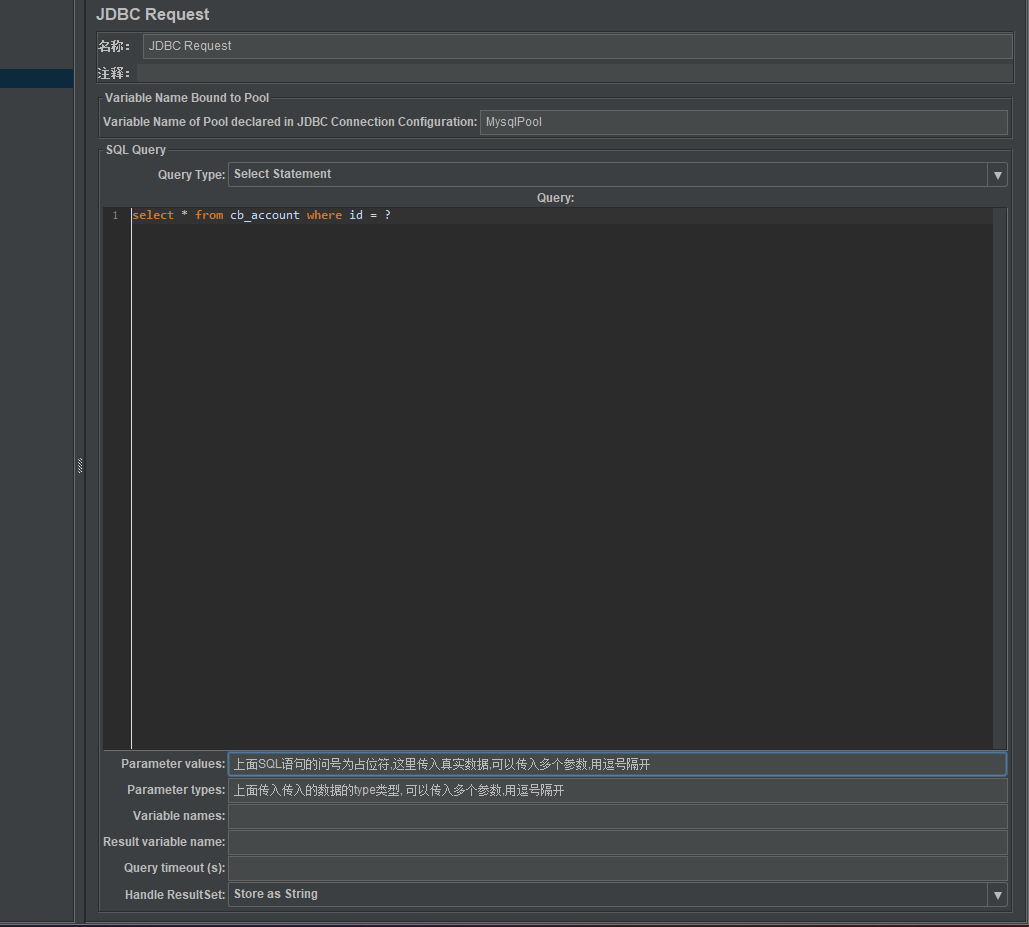 JDBC Request
名称： JDBC Request
注释：
Variable Name Bound to Pool
Variable Name of Pool declared in JDBC Connection Configuration: MysqlPool
SQL Query
Query Type: Select Statement
Query:
1 select * from cb_account where id = ?
Parameter values: 上面SQL语句的问号为占位符,这里传入真实数据,可以传入多个参数,用逗号隔开
Parameter types: 上面传入传入的数据的type类型, 可以传入多个参数,用逗号隔开
Variable names:
Result variable name:
Query timeout (s):
Handle ResultSet: Store as String